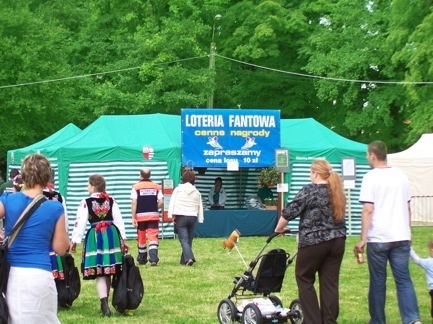 LOTERIA FANTOWA
cenne nagrody
zapraszamy
cena losu 10 zł